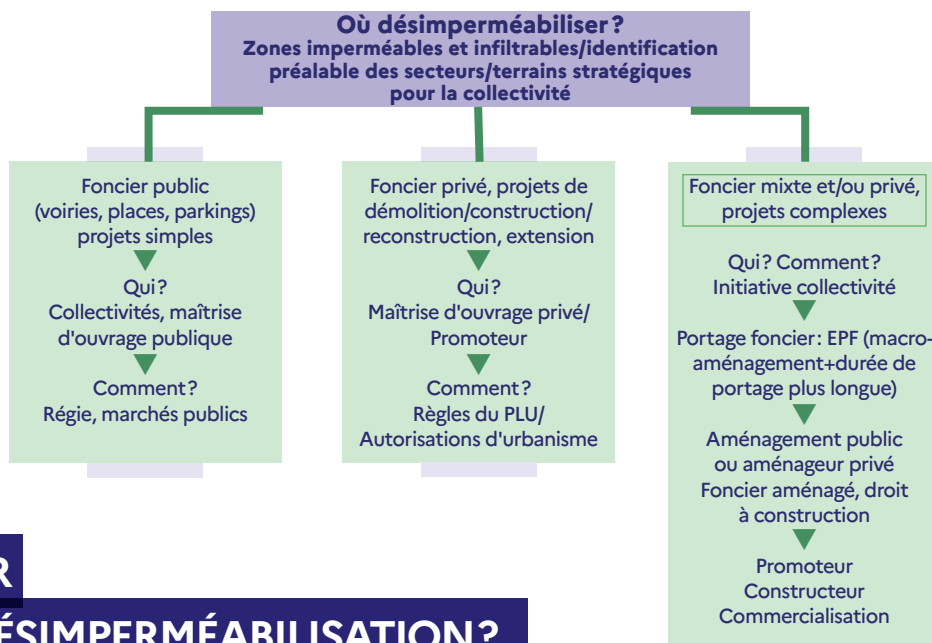 Où désimperméabiliser ?
Zones imperméables et infiltrables/identification
préalable des secteurs/terrains stratégiques
pour la collectivité
Foncier public
(voiries, places, parkings)
projets simples
Qui ?
Collectivités, maîtrise
d'ouvrage publique
Comment ?
Régie, marchés publics
Foncier privé, projets de
démolition/construction/
reconstruction, extension
Qui ?
Maîtrise d'ouvrage privé/
Promoteur
Comment ?
Règles du PLU/
Autorisations d'urbanisme
Foncier mixte et/ou privé,
projets complexes
Qui ? Comment ?
Initiative collectivité
Portage foncier : EPF (macro-
aménagement+durée de
portage plus longue)
Aménagement public
ou aménageur privé
Foncier aménagé, droit
à construction
Promoteur
Constructeur
Commercialisation
R
ÉSIMPERMÉABILISATION ?